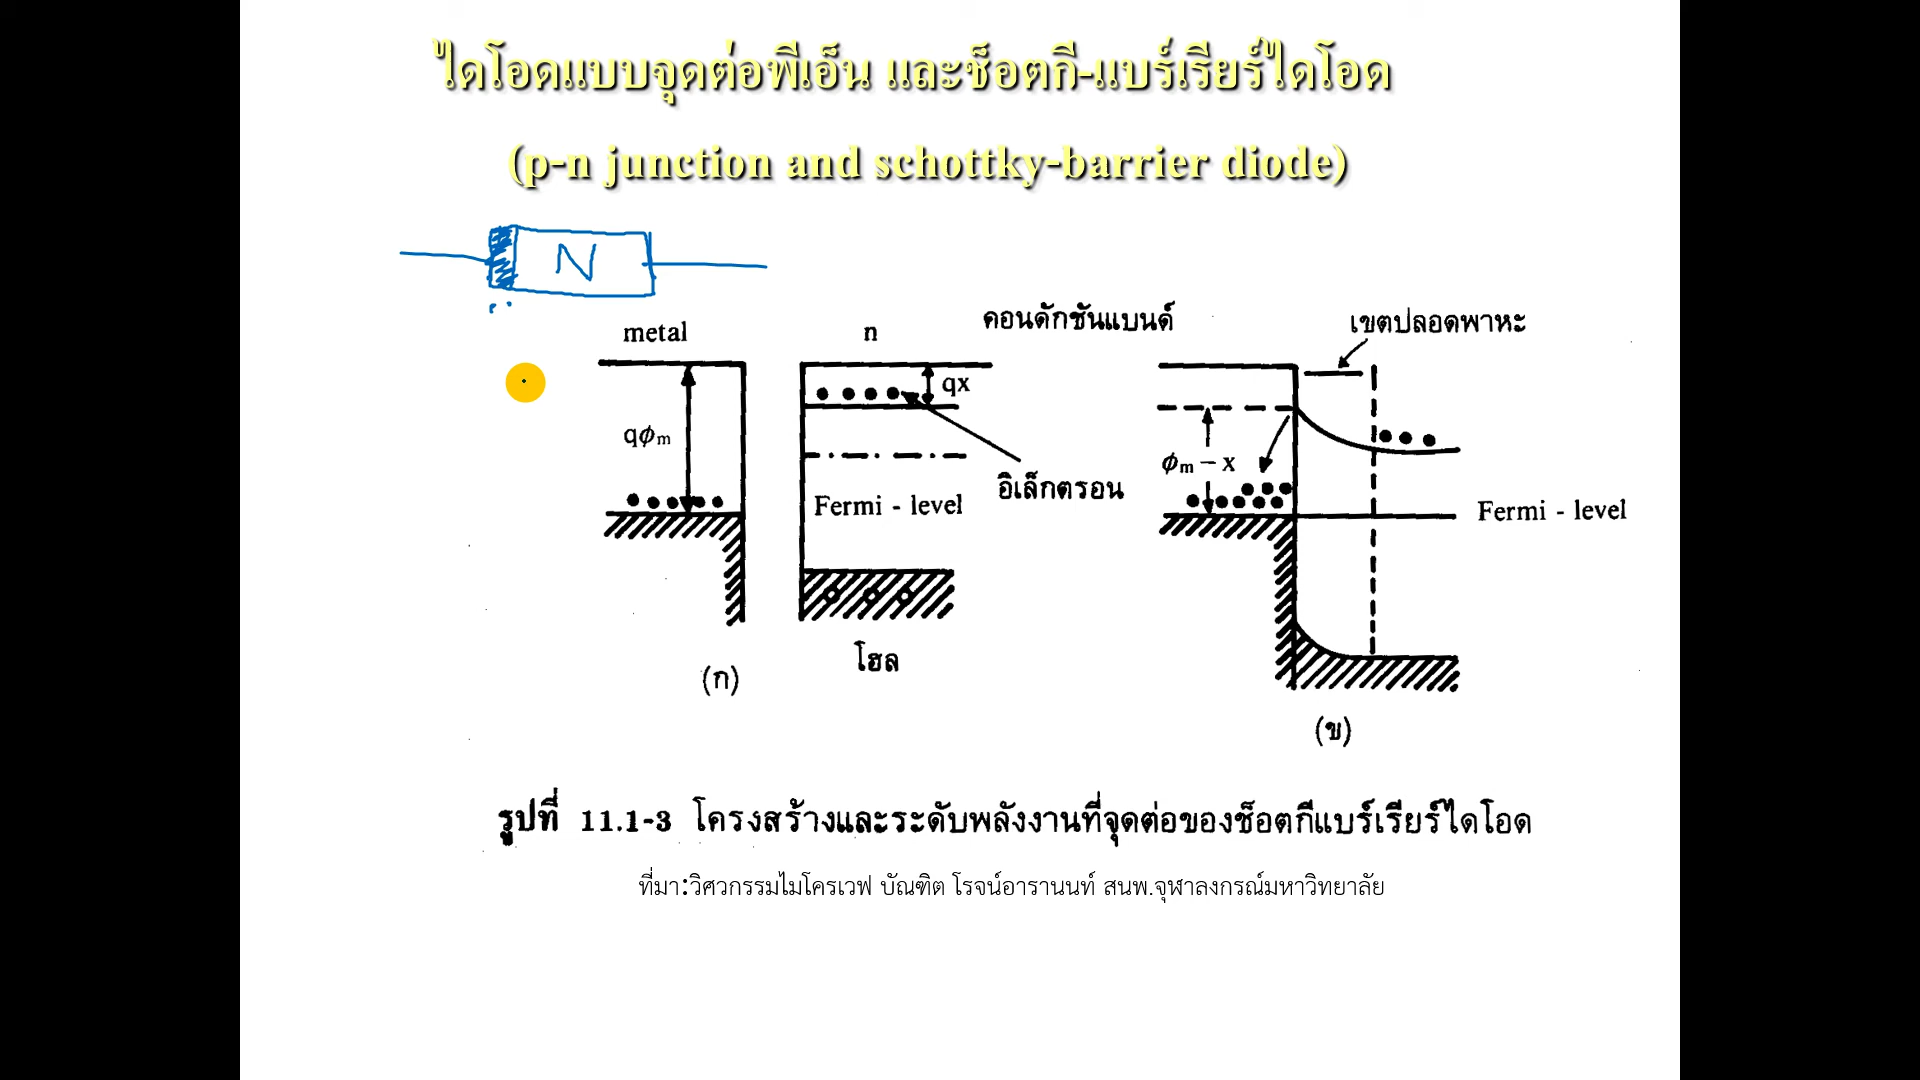 ไดโอดแบบจุดต่อพีเอ็น และช็อตกี-แบร์เรียร์ไดโอด
(p-n junction and schottky-barrier diode)
N
metal
n
คอนดักชันแบนด์
เขตปลอดพาหะ
qx
qϕm
ϕm – x
อิเล็กตรอน
Fermi - level
Fermi - level
โฮล
(ก)
(ข)
รูปที่ 11.1-3 โครงสร้างและระดับพลังงานที่จุดต่อของช็อตกีแบร์เรียร์ไดโอด
ที่มา:วิศวกรรมไมโครเวฟ บัณฑิต โรจน์อารานนท์ สนพ.จุฬาลงกรณ์มหาวิทยาลัย